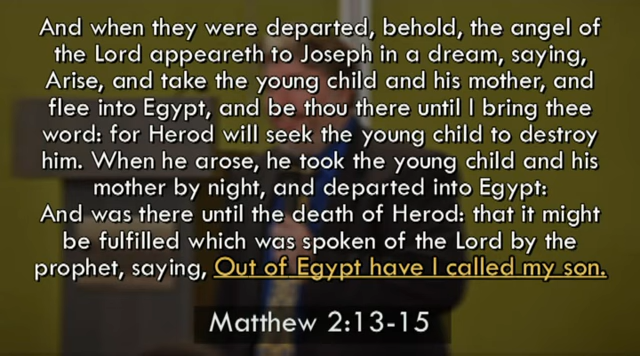 And when they were departed, behold, the angel of
the Lord appeareth to Joseph in a dream, saying,
Arise, and take the young child and his mother, and
flee into Egypt, and be thou there until I bring thee
word: for Herod will seek the young child to destroy
him. When he arose, he took the young child and his
mother by night, and departed into Egypt:
And was there until the death of Herod: that it might
be fulfilled which was spoken of the Lord by the
prophet, saying, Out of Egypt have I called my son.
Matthew 2:13-15